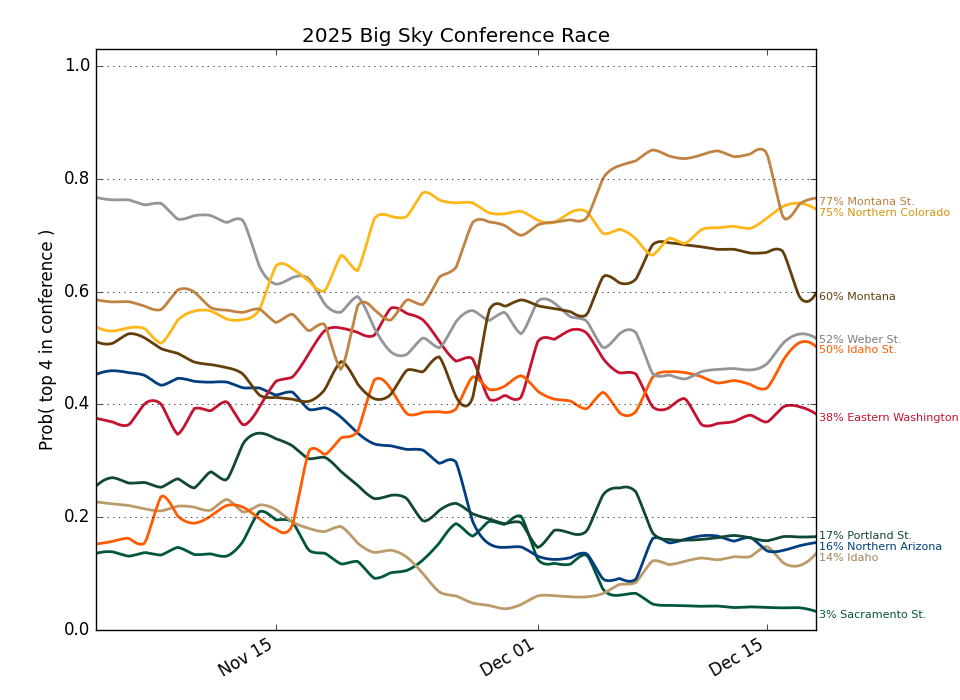 2025 Big Sky Conference Race
1.0
0.8
0.6
0.4
0.2
0.0
Prob( top 4 in conference )
Nov 15
Dec 01
Dec 15
77% Montana St.
75% Northern Colorado
60% Montana
52% Weber St.
50% Idaho St.
38% Eastern Washington
17% Portland St.
16% Northern Arizona
14% Idaho
3% Sacramento St.